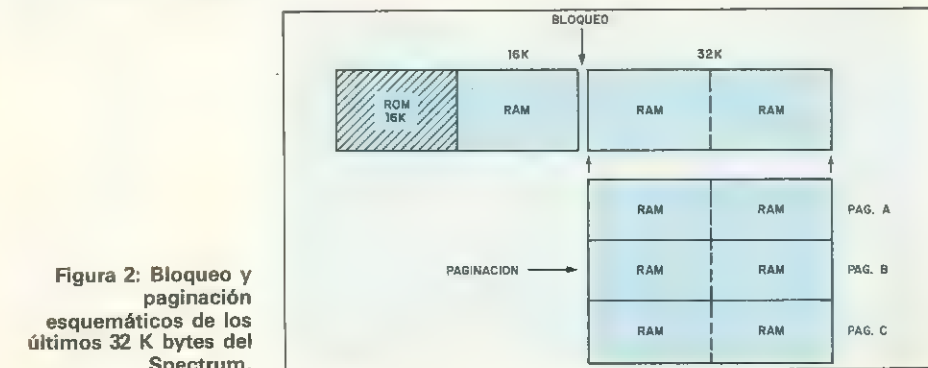 BLOQUEO
16K 32K
ROM
16K
RAM RAM RAM
RAM RAM PAG. A
PAGINACION RAM RAM PAG. B
RAM RAM PAG. C
Figura 2: Bloqueo y
paginación
esquemáticos de los
últimos 32 K bytes del
Spectrum.